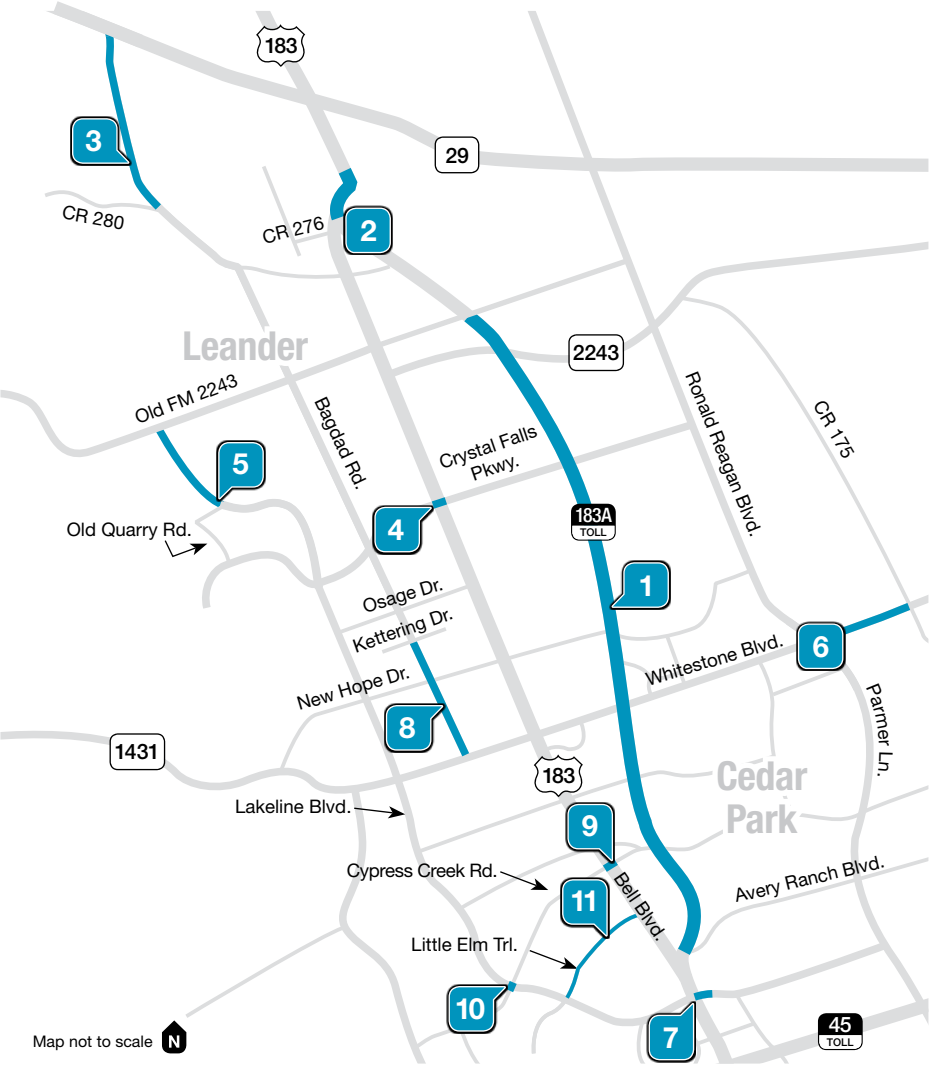 183
3
29
CR 280
CR 276
2
Leander
2243
Old FM 2243
Bagdad Rd.
Ronald Reagan Blvd.
CR 175
Crystal Falls
Pkwy.
5
4
183A
TOLL
Old Quarry Rd.
1
Osage Dr.
Kettering Dr.
6
Whitestone Blvd.
New Hope Dr.
8
Parmer Ln.
1431
183
Cedar
Park
Lakeline Blvd.
9
Cypress Creek Rd.
Bell Blvd.
Avery Ranch Blvd.
11
Little Elm Trl.
10
7
45
TOLL
Map not to scale
N